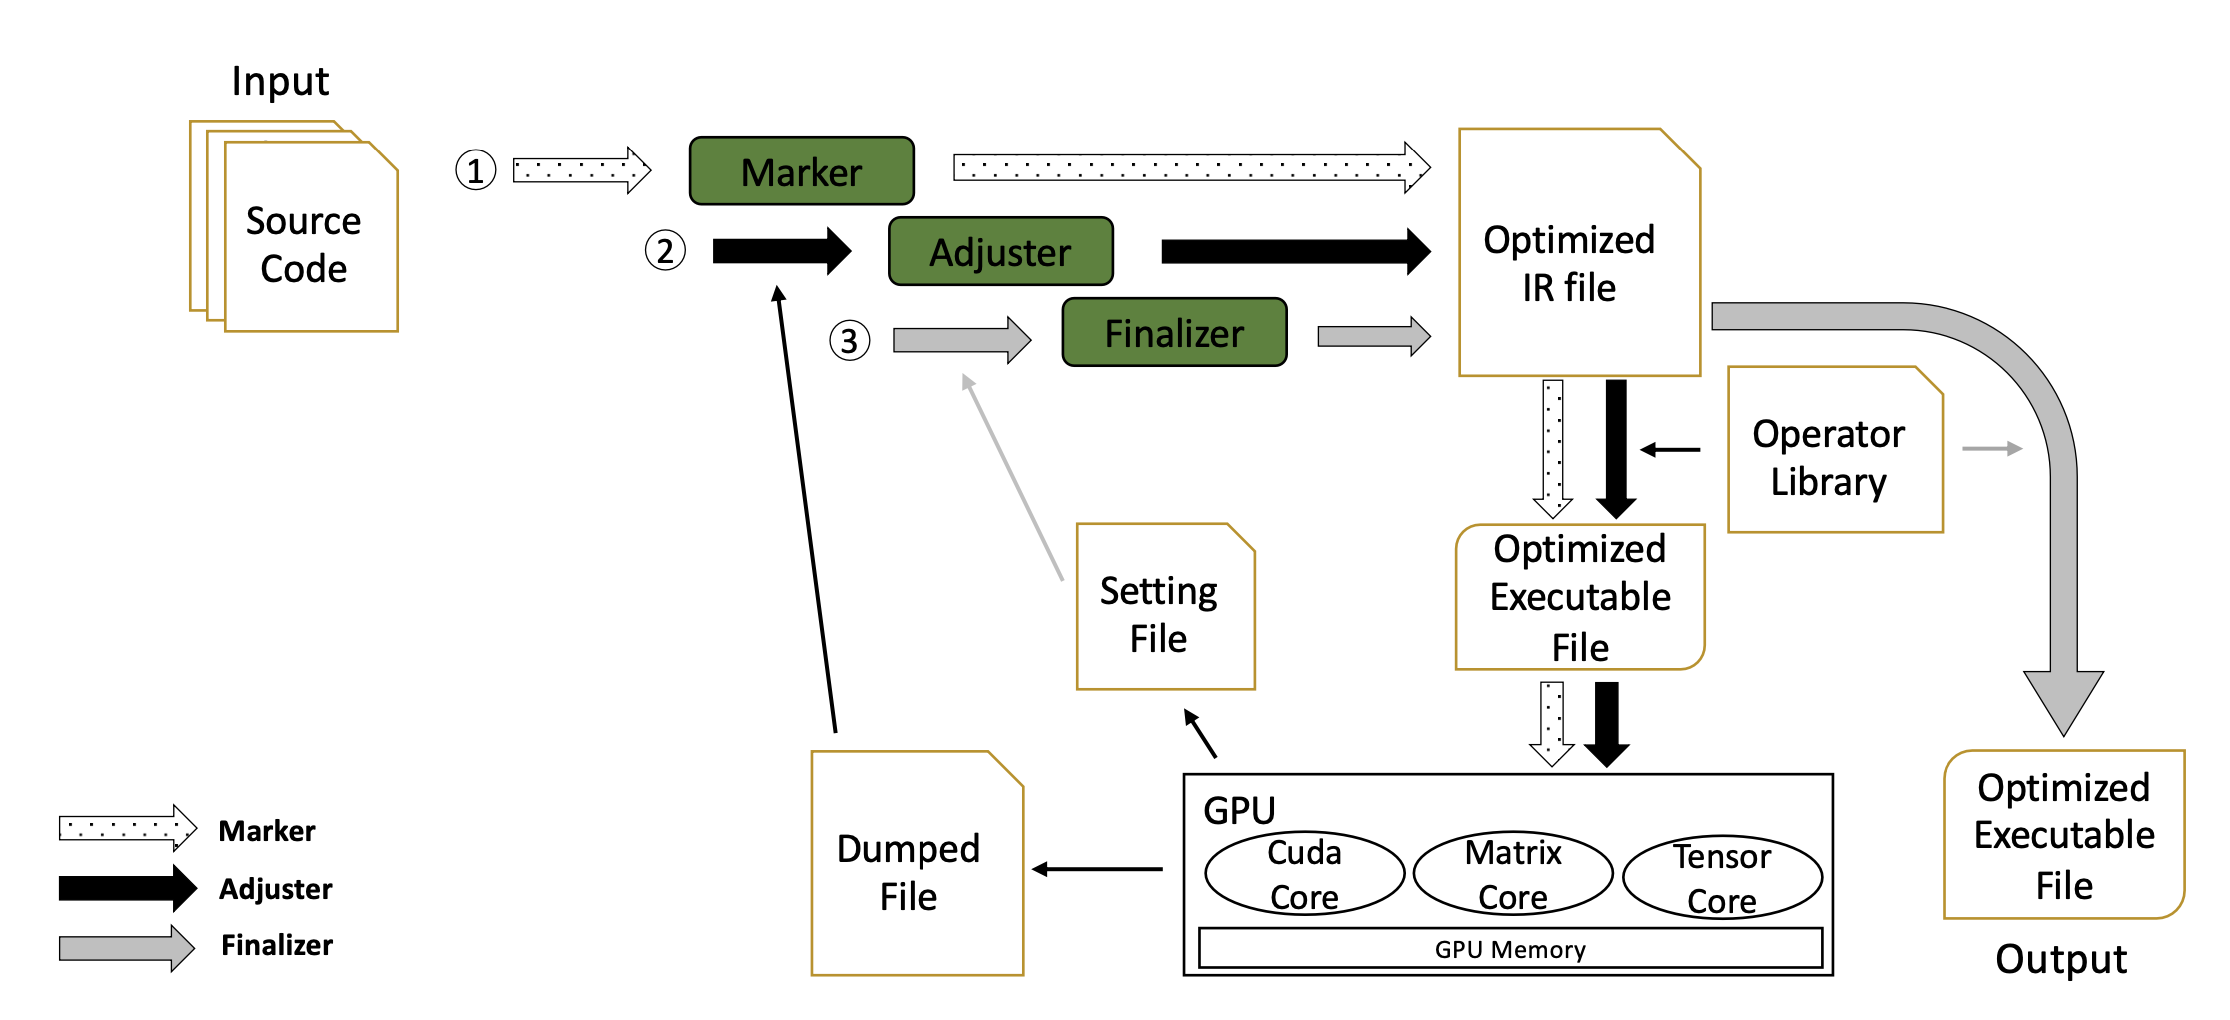 Input
Source
Code
1
Marker
2
Adjuster
3
Finalizer
Optimized
IR file
Operator
Library
Setting
File
Optimized
Executable
File
Dumped
File
GPU
Cuda
Core
Matrix
Core
Tensor
Core
GPU Memory
Optimized
Executable
File
Output
Marker
Adjuster
Finalizer